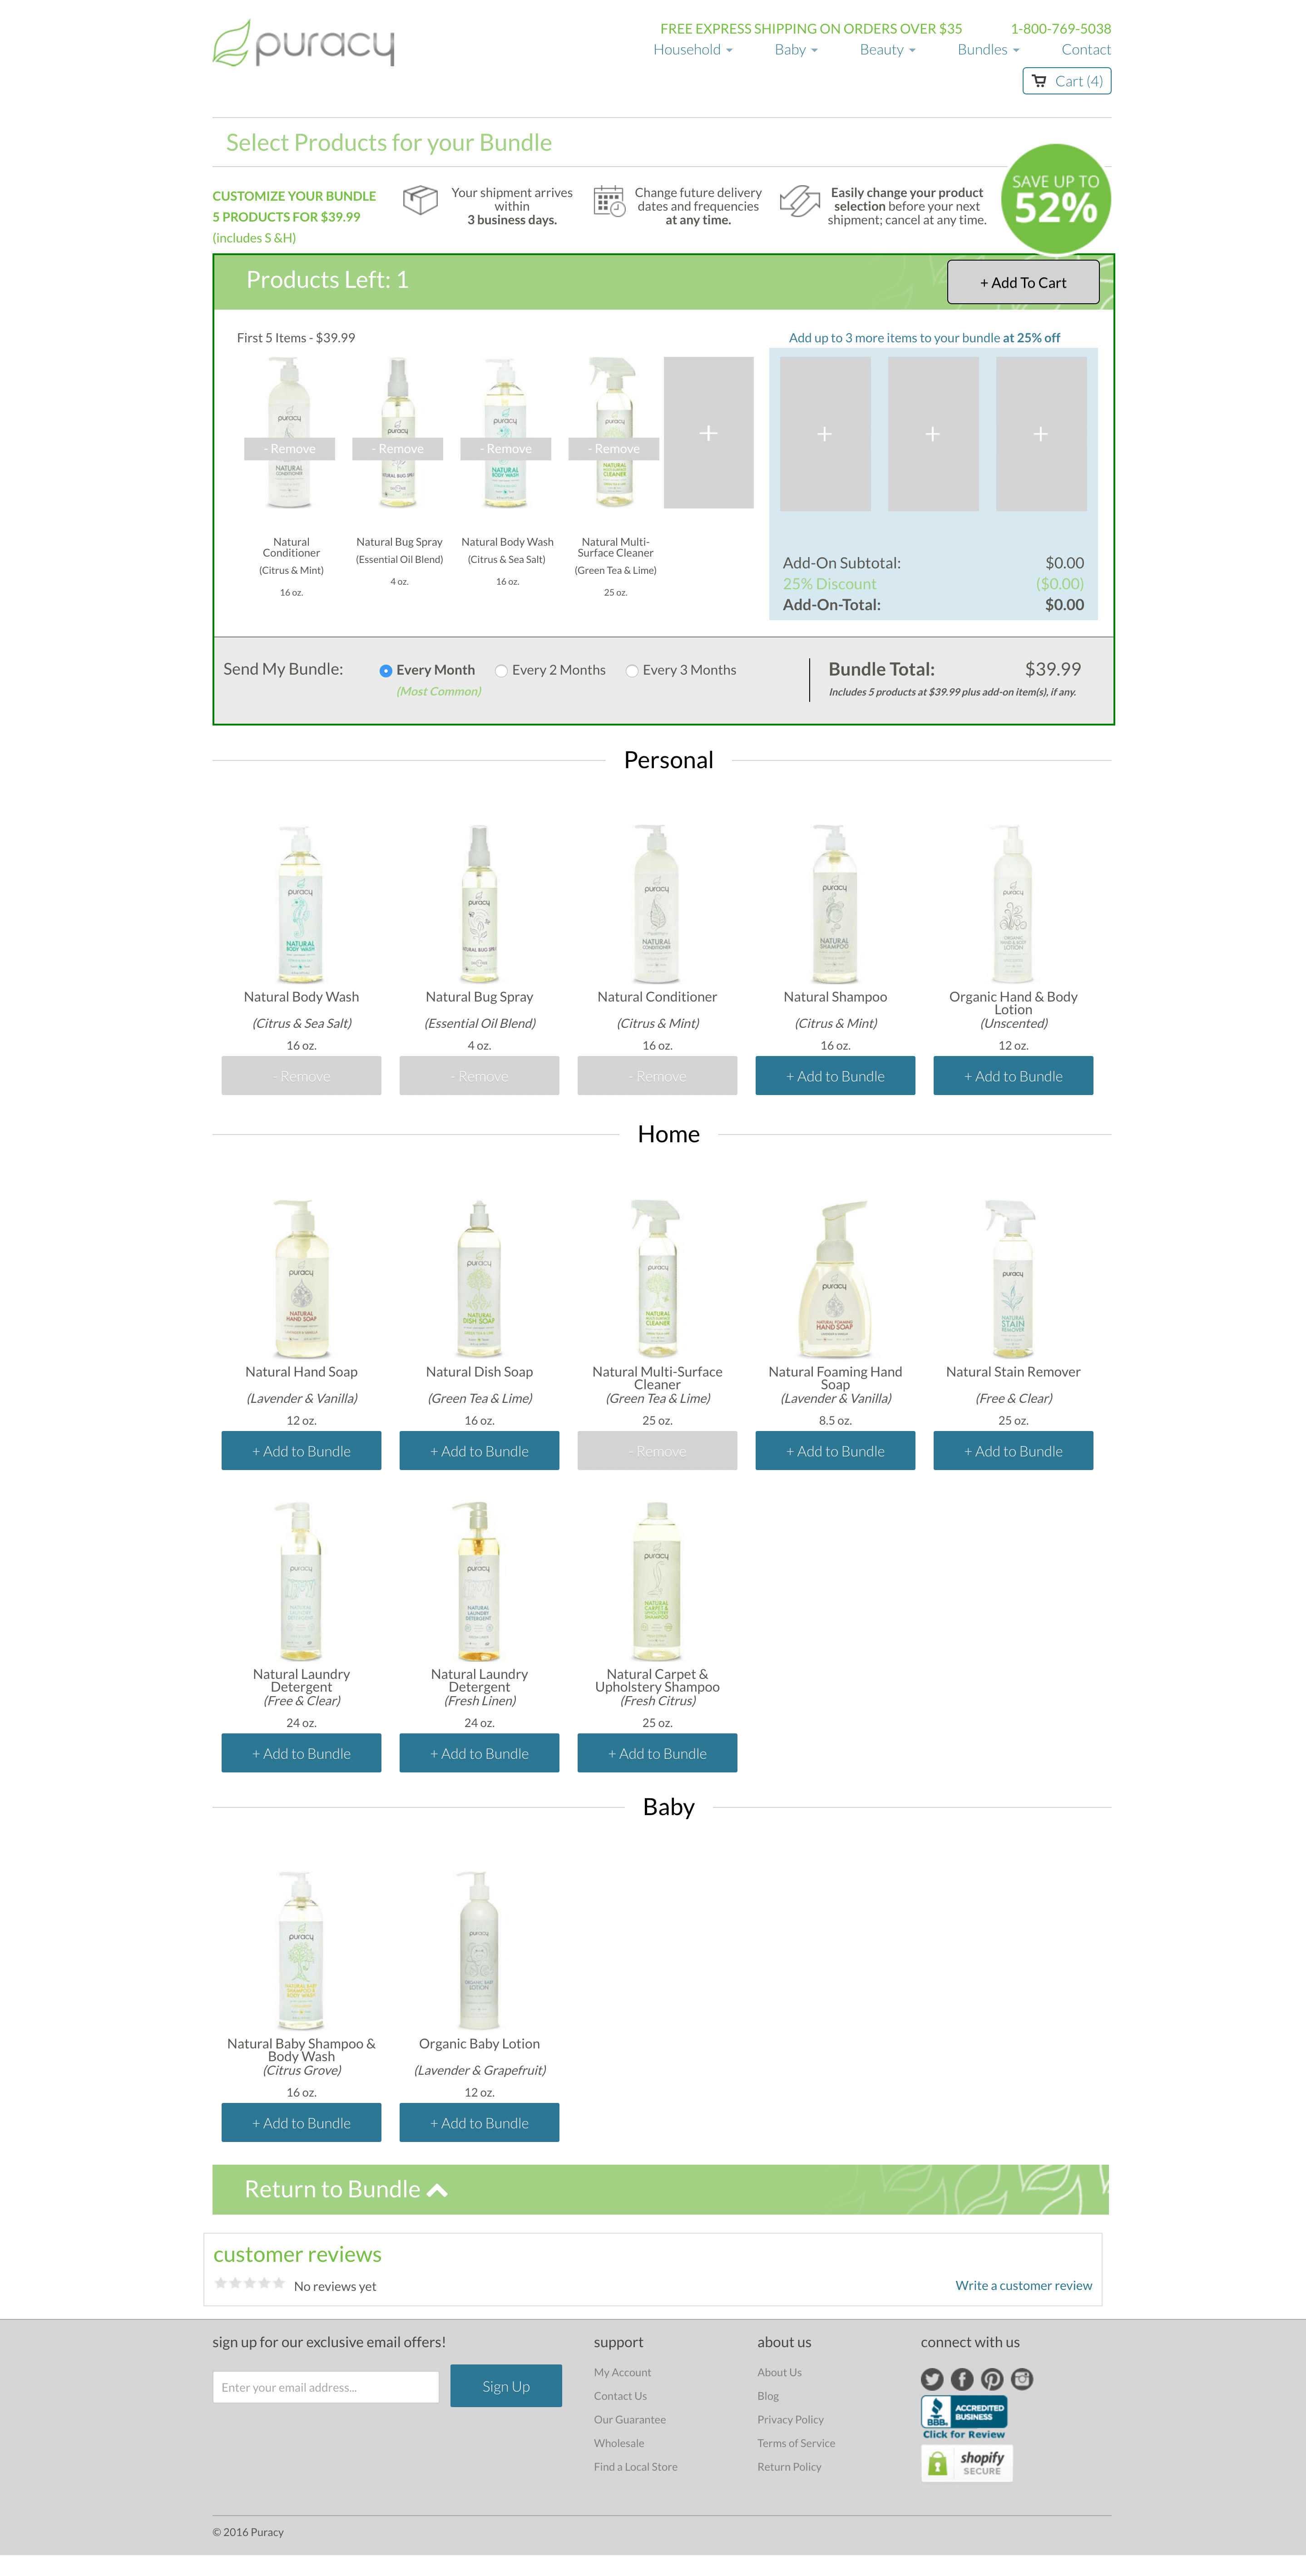 puracy
FREE EXPRESS SHIPPING ON ORDERS OVER $35
1-800-769-5038
Household
Baby
Beauty
Bundles
Contact
Cart (4)
Select Products for your Bundle
CUSTOMIZE YOUR BUNDLE
5 PRODUCTS FOR $39.99
(includes S &H)
Your shipment arrives
within
3 business days.
Change future delivery
dates and frequencies
at any time.
Easily change your product
selection before your next
shipment; cancel at any time.
SAVE UP TO
52%
Products Left: 1
+ Add To Cart
First 5 Items - $39.99
Add up to 3 more items to your bundle at 25% off
- Remove
- Remove
- Remove
- Remove
+
+
+
+
Natural
Conditioner
(Citrus & Mint)
16 oz.
Natural Bug Spray
(Essential Oil Blend)
4 oz.
Natural Body Wash
(Citrus & Sea Salt)
16 oz.
Natural Multi-
Surface Cleaner
(Green Tea & Lime)
25 oz.
Add-On Subtotal: $0.00
25% Discount ($0.00)
Add-On-Total: $0.00
Send My Bundle:
Every Month
(Most Common)
Every 2 Months
Every 3 Months
Bundle Total: $39.99
Includes 5 products at $39.99 plus add-on item(s), if any.
Personal
Natural Body Wash
(Citrus & Sea Salt)
16 oz.
- Remove
Natural Bug Spray
(Essential Oil Blend)
4 oz.
- Remove
Natural Conditioner
(Citrus & Mint)
16 oz.
- Remove
Natural Shampoo
(Citrus & Mint)
16 oz.
+ Add to Bundle
Organic Hand & Body
Lotion
(Unscented)
12 oz.
+ Add to Bundle
Home
Natural Hand Soap
(Lavender & Vanilla)
12 oz.
+ Add to Bundle
Natural Dish Soap
(Green Tea & Lime)
16 oz.
+ Add to Bundle
Natural Multi-Surface
Cleaner
(Green Tea & Lime)
25 oz.
- Remove
Natural Foaming Hand
Soap
(Lavender & Vanilla)
8.5 oz.
+ Add to Bundle
Natural Stain Remover
(Free & Clear)
25 oz.
+ Add to Bundle
Natural Laundry
Detergent
(Free & Clear)
24 oz.
+ Add to Bundle
Natural Laundry
Detergent
(Fresh Linen)
24 oz.
+ Add to Bundle
Natural Carpet &
Upholstery Shampoo
(Fresh Citrus)
25 oz.
+ Add to Bundle
Baby
Natural Baby Shampoo &
Body Wash
(Citrus Grove)
16 oz.
+ Add to Bundle
Organic Baby Lotion
(Lavender & Grapefruit)
12 oz.
+ Add to Bundle
Return to Bundle
customer reviews
No reviews yet
Write a customer review
sign up for our exclusive email offers!
Enter your email address...
Sign Up
support
My Account
Contact Us
Our Guarantee
Wholesale
Find a Local Store
about us
About Us
Blog
Privacy Policy
Terms of Service
Return Policy
connect with us
BBB.
ACCREDITED
BUSINESS
Click for Review
shopify
SECURE
© 2016 Puracy